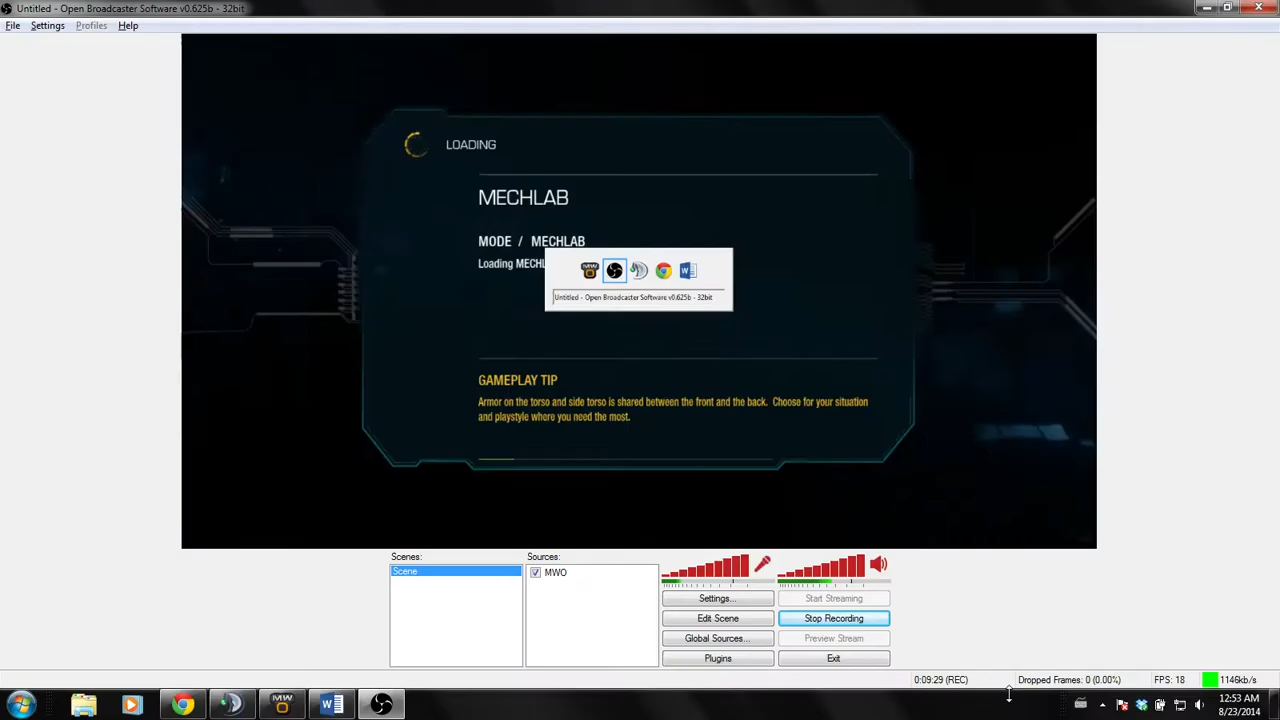 Untitled - Open Broadcaster Software v0.625b - 32bit
File Settings Profiles Help
LOADING
MECHLAB
MODE / MECHLAB
Loading MECHL
Untitled - Open Broadcaster Software v0.625b - 32bit
GAMEPLAY TIP
Armor on the torso and side torso is shared between the front and the back. Choose for your situation
and playstyle where you need the most.
Scenes: Sources:
Scene
MWO
Settings... Start Streaming
Edit Scene Stop Recording
Global Sources... Preview Stream
Plugins Exit
0:09:29 (REC) Dropped Frames: 0 (0.00%) FPS: 18 1146kb/s
12:53 AM
8/23/2014